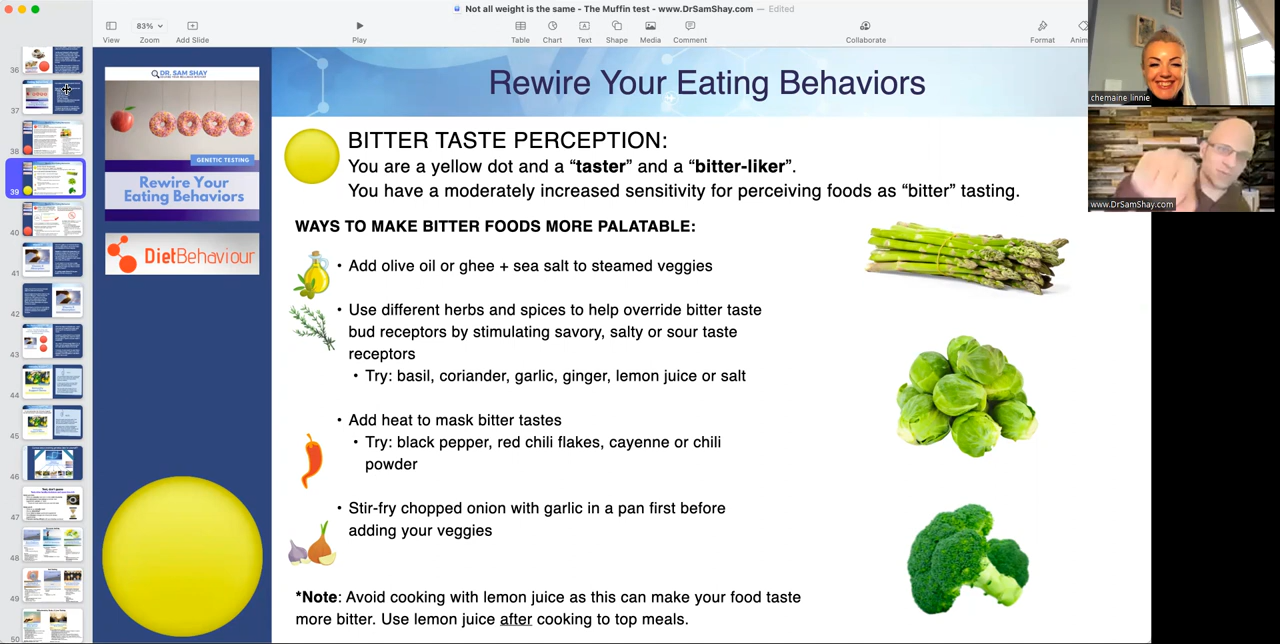 Not all weight is the same - The Muffin test - www.DrSamShay.com — Edited
83%
View
Zoom
Add Slide
Play
Table
Chart
Text
Shape
Media
Comment
Collaborate
Format
36
37
38
39
40
41
42
43
44
45
46
47
48
49
50
DR. SAM SHAY
GENETIC TESTING
Rewire Your
Eating Behaviors
DietBehaviour
Rewire Your Eating Behaviors
BITTER TASTE PERCEPTION:
You are a yellow dot and a “taster” and a “bitter-liker”.
You have a moderately increased sensitivity for perceiving foods as “bitter” tasting.
WAYS TO MAKE BITTER FOODS MORE PALATABLE:
• Add olive oil or ghee + sea salt to steamed veggies
• Use different herbs and spices to help override bitter taste
bud receptors by stimulating savory, salty or sour taste
receptors
• Try: basil, coriander, garlic, ginger, lemon juice or salt
• Add heat to mask bitter tastes
• Try: black pepper, red chili flakes, cayenne or chili
powder
• Stir-fry chopped onion with garlic in a pan first before
adding your veggies
*Note: Avoid cooking with lemon juice as this can make your food taste
more bitter. Use lemon juice after cooking to top meals.
chemaine linnie
www.DrSamShay.com